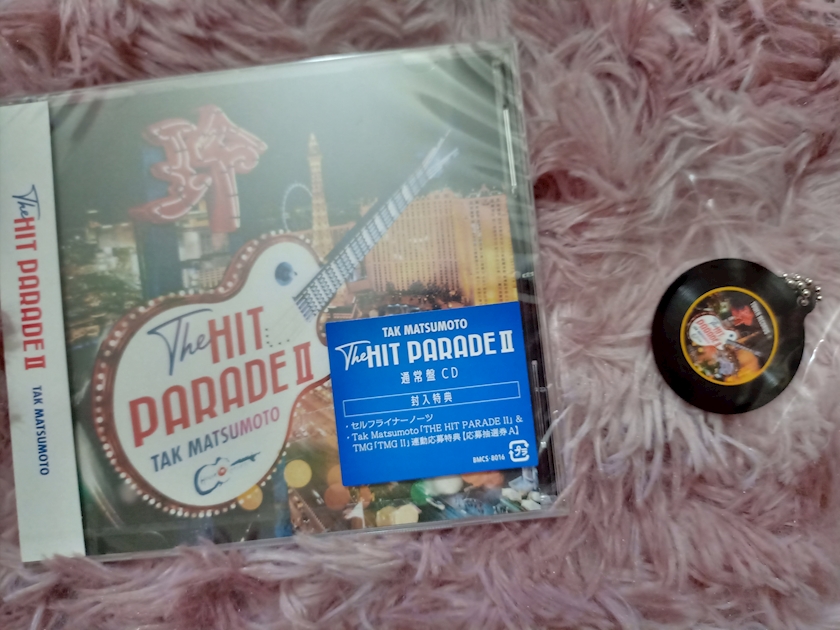 The HIT PARADE II
TAK MATSUMOTO
The HIT
PARADE II
TAK MATSUMOTO
TAK MATSUMOTO
The HIT PARADE II
通常盤 CD
封入特典
・セルフライナーノーツ
・Tak Matsumoto「THE HIT PARADE II」&
TMG「TMG II」連動応募特典【応募抽選券A】
BMCS-8016
プラ